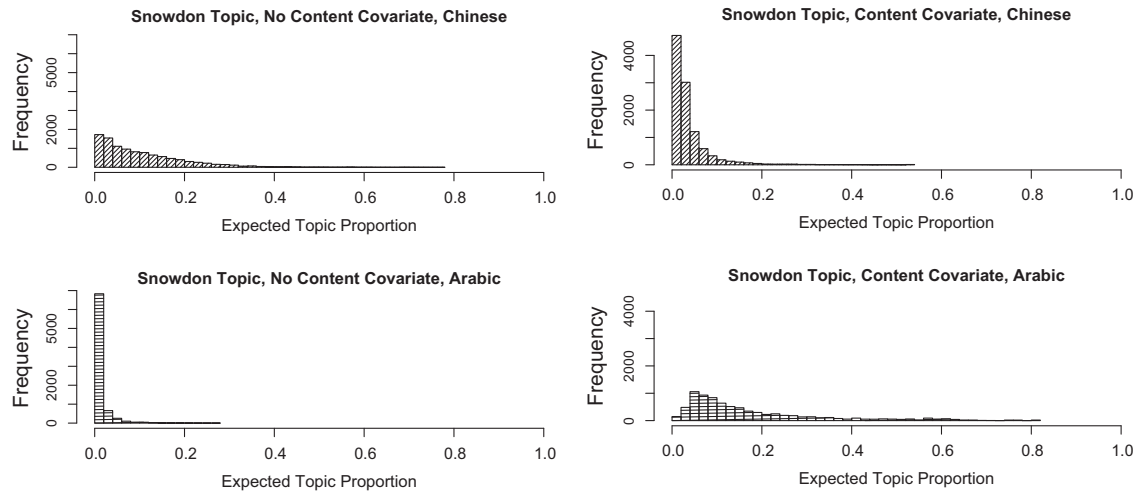 Snowdon Topic, No Content Covariate, Chinese
Frequency
0 2000 5000
0.0 0.2 0.4 0.6 0.8 1.0
Expected Topic Proportion
Snowdon Topic, Content Covariate, Chinese
Frequency
0 2000 4000
0.0 0.2 0.4 0.6 0.8 1.0
Expected Topic Proportion
Snowdon Topic, No Content Covariate, Arabic
Frequency
0 2000 5000
0.0 0.2 0.4 0.6 0.8 1.0
Expected Topic Proportion
Snowdon Topic, Content Covariate, Arabic
Frequency
0 2000 4000
0.0 0.2 0.4 0.6 0.8 1.0
Expected Topic Proportion